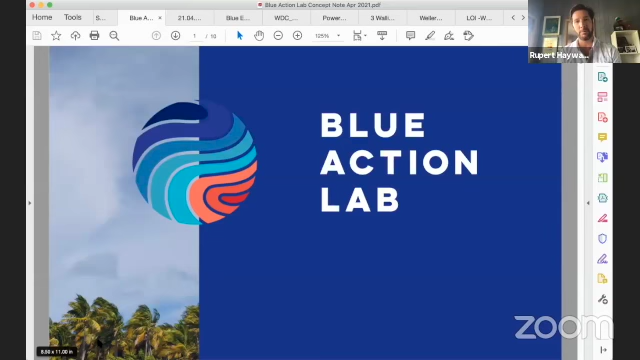 Blue Action Lab Concept Note Apr 2021.pdf
Home Tools S... Blue A... × 21.04. Blue E... WDC_... Power... 3 Walli... Weller... LOI -W...
1 / 10 125%
Rupert Haywa...
BLUE
ACTION
LAB
8.50 x 11.00 in
zoom